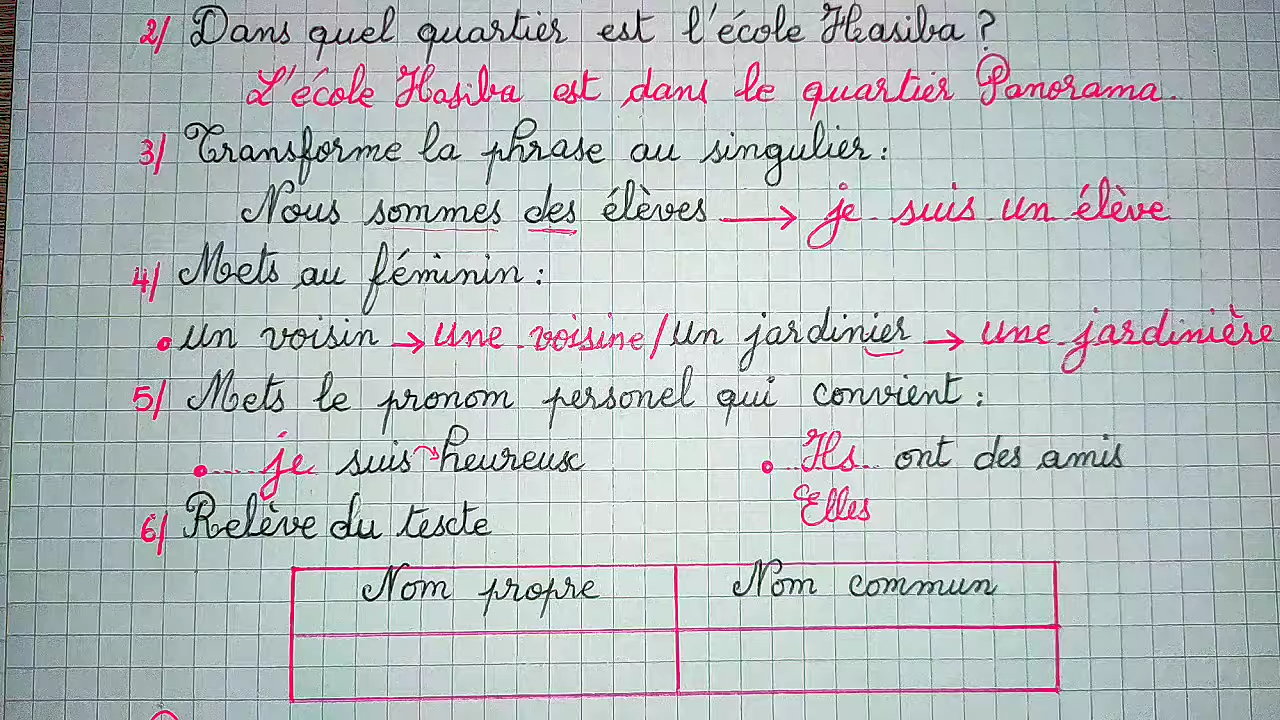 2/ Dans quel quartier est l'école Hasiba ?
L'école Hasiba est dans le quartier Panorama.
3/ Transforme la phrase au singulier :
Nous sommes des élèves → je suis un élève
4/ Mets au féminin :
• un voisin → une voisine / un jardinier → une jardinière
5/ Mets le pronom personel qui convient :
• ..... je suis heureux • ..Ils.. ont des amis
Elles
6/ Relève du texte
Nom propre Nom commun